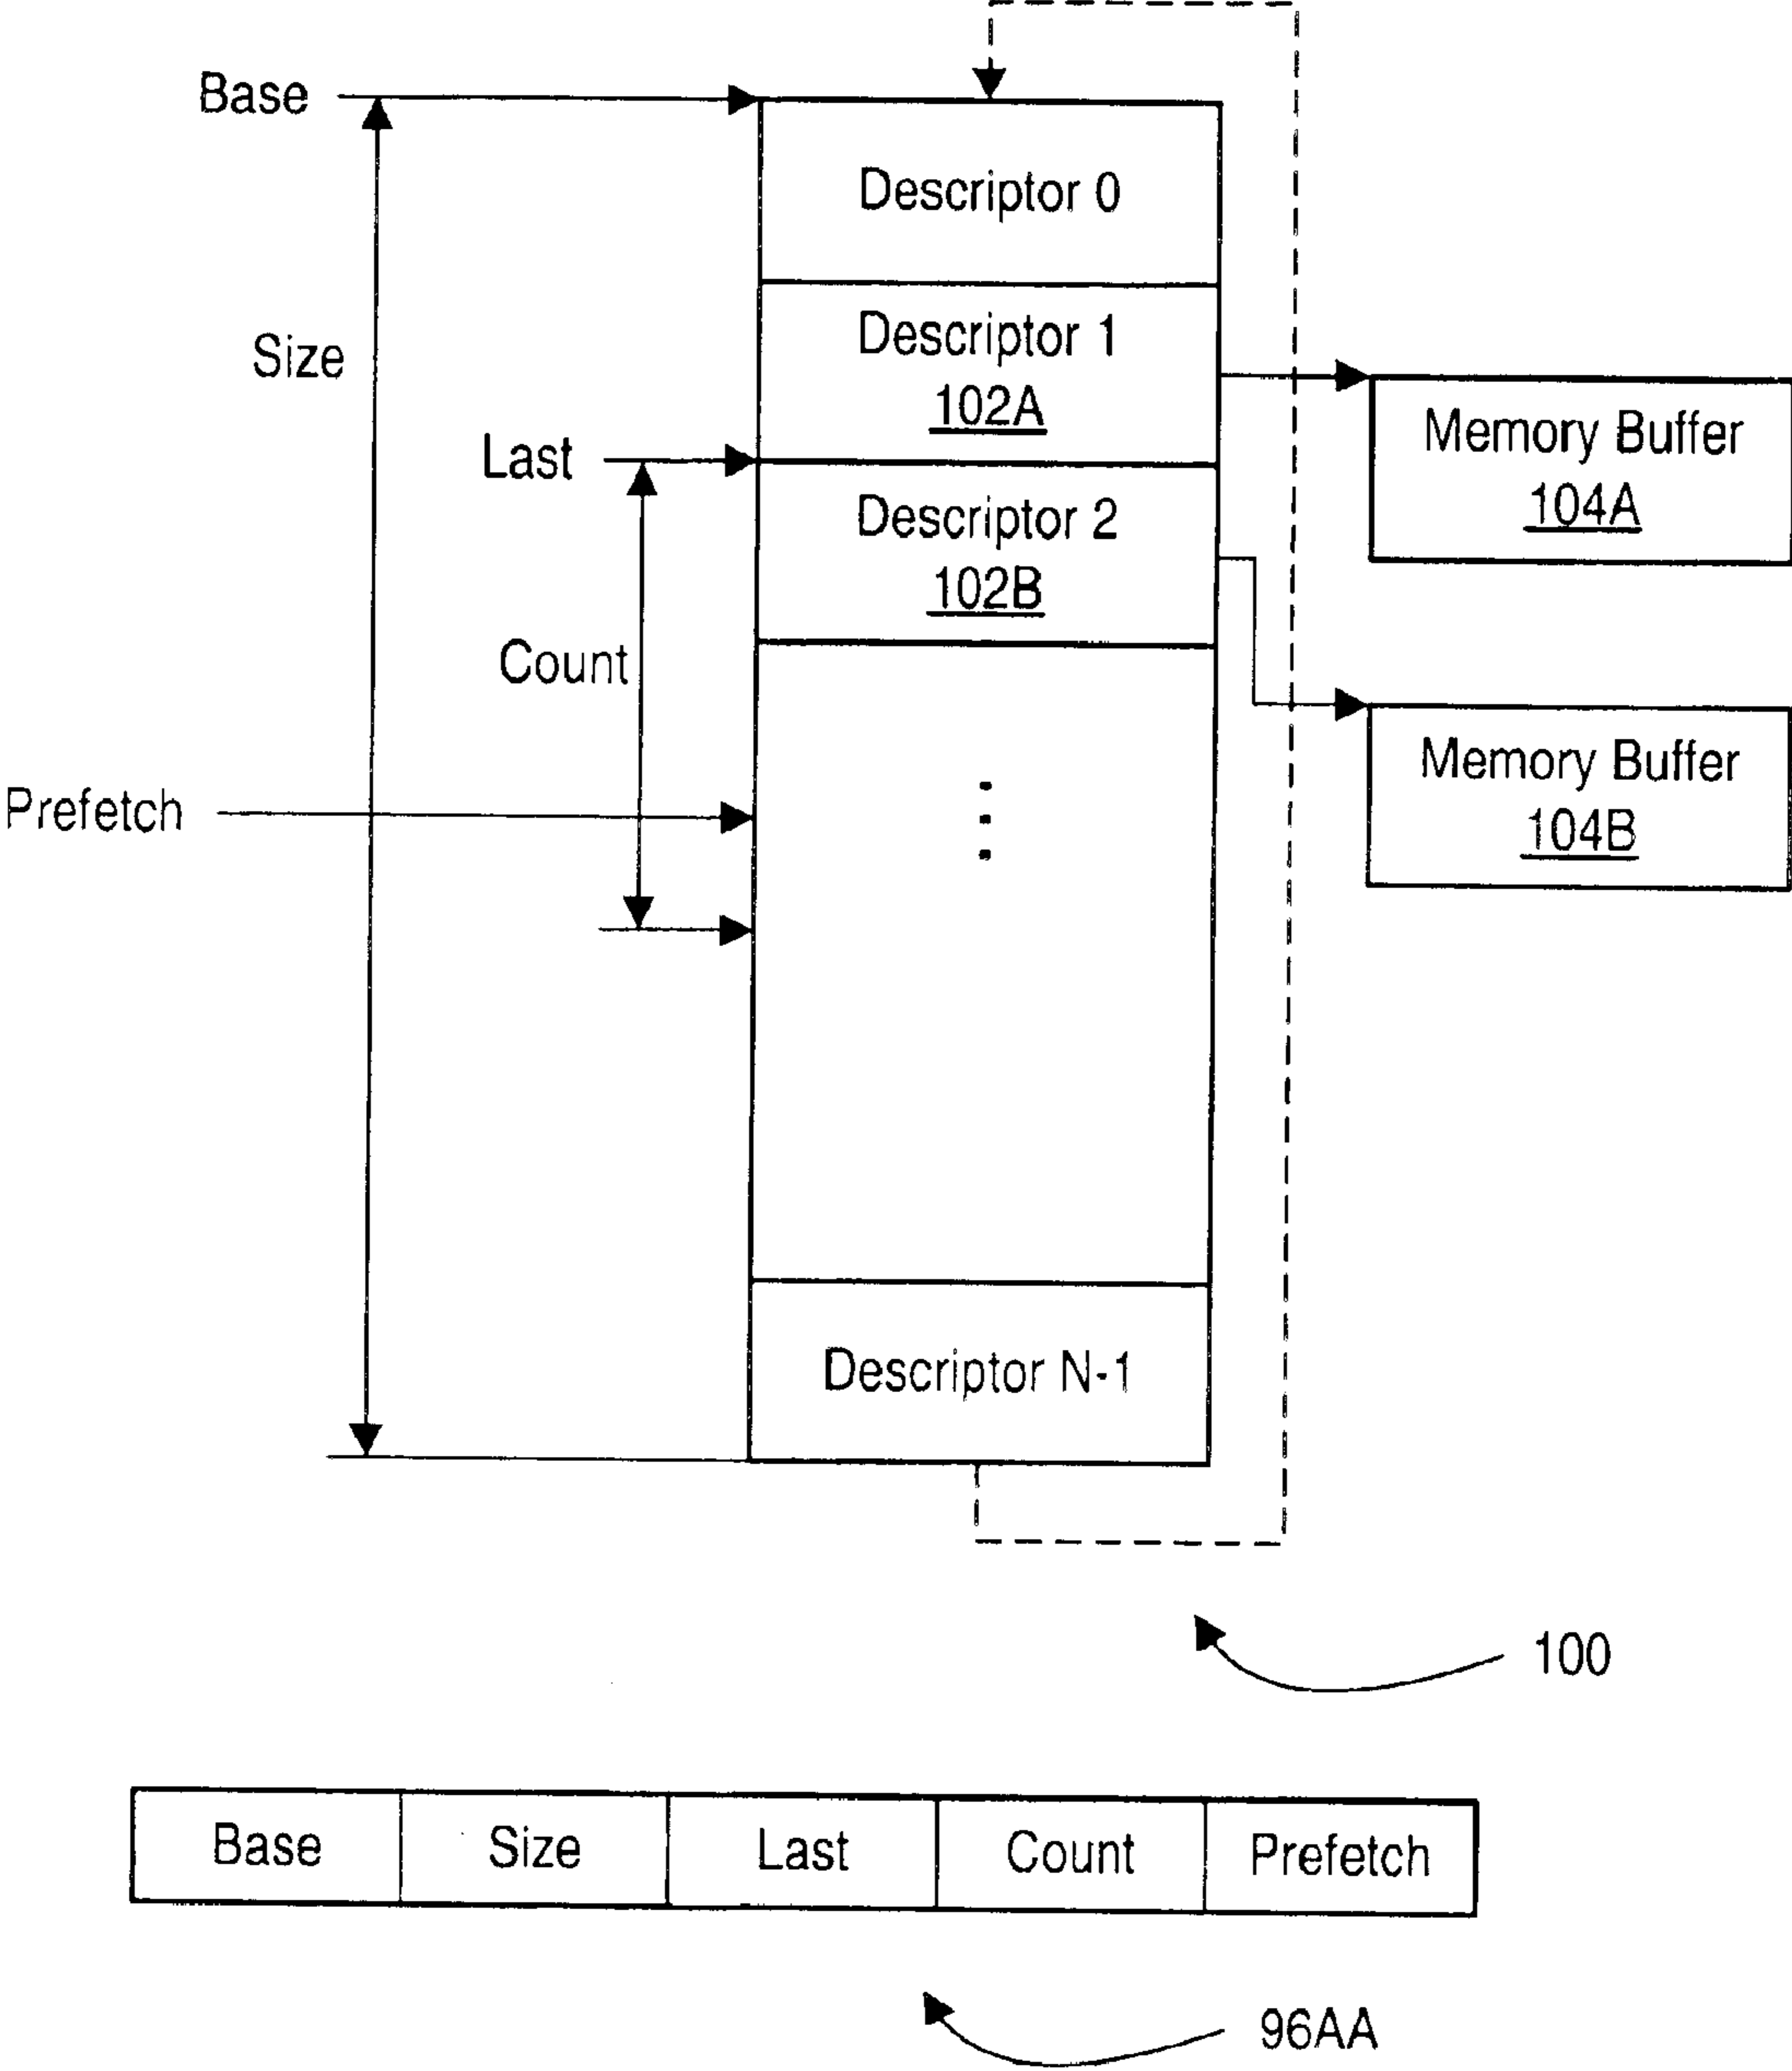 Base
Descriptor 0
Size
Descriptor 1
102A
Last
Memory Buffer
104A
Descriptor 2
102B
Count
Memory Buffer
104B
Prefetch
Descriptor N-1
100
Base Size Last Count Prefetch
96AA